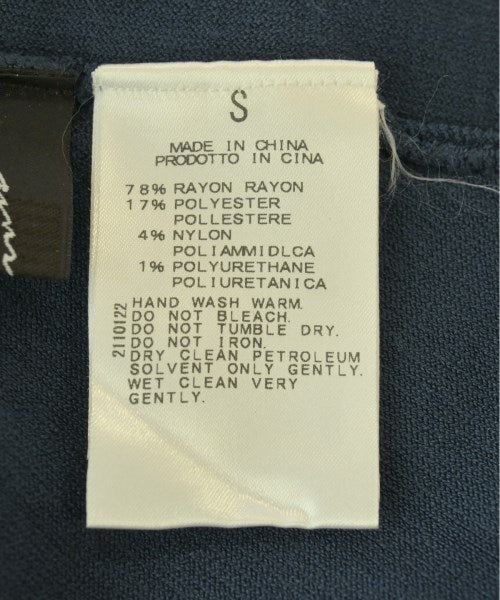 S
MADE IN CHINA
PRODOTTO IN CINA
78% RAYON RAYON
17% POLYESTER
POLLESTERE
4% NYLON
POLIAMMIDLCA
1% POLYURETHANE
POLIURETANICA
2110122
HAND WASH WARM.
DO NOT BLEACH.
DO NOT TUMBLE DRY.
DO NOT IRON.
DRY CLEAN PETROLEUM
SOLVENT ONLY GENTLY.
WET CLEAN VERY
GENTLY.